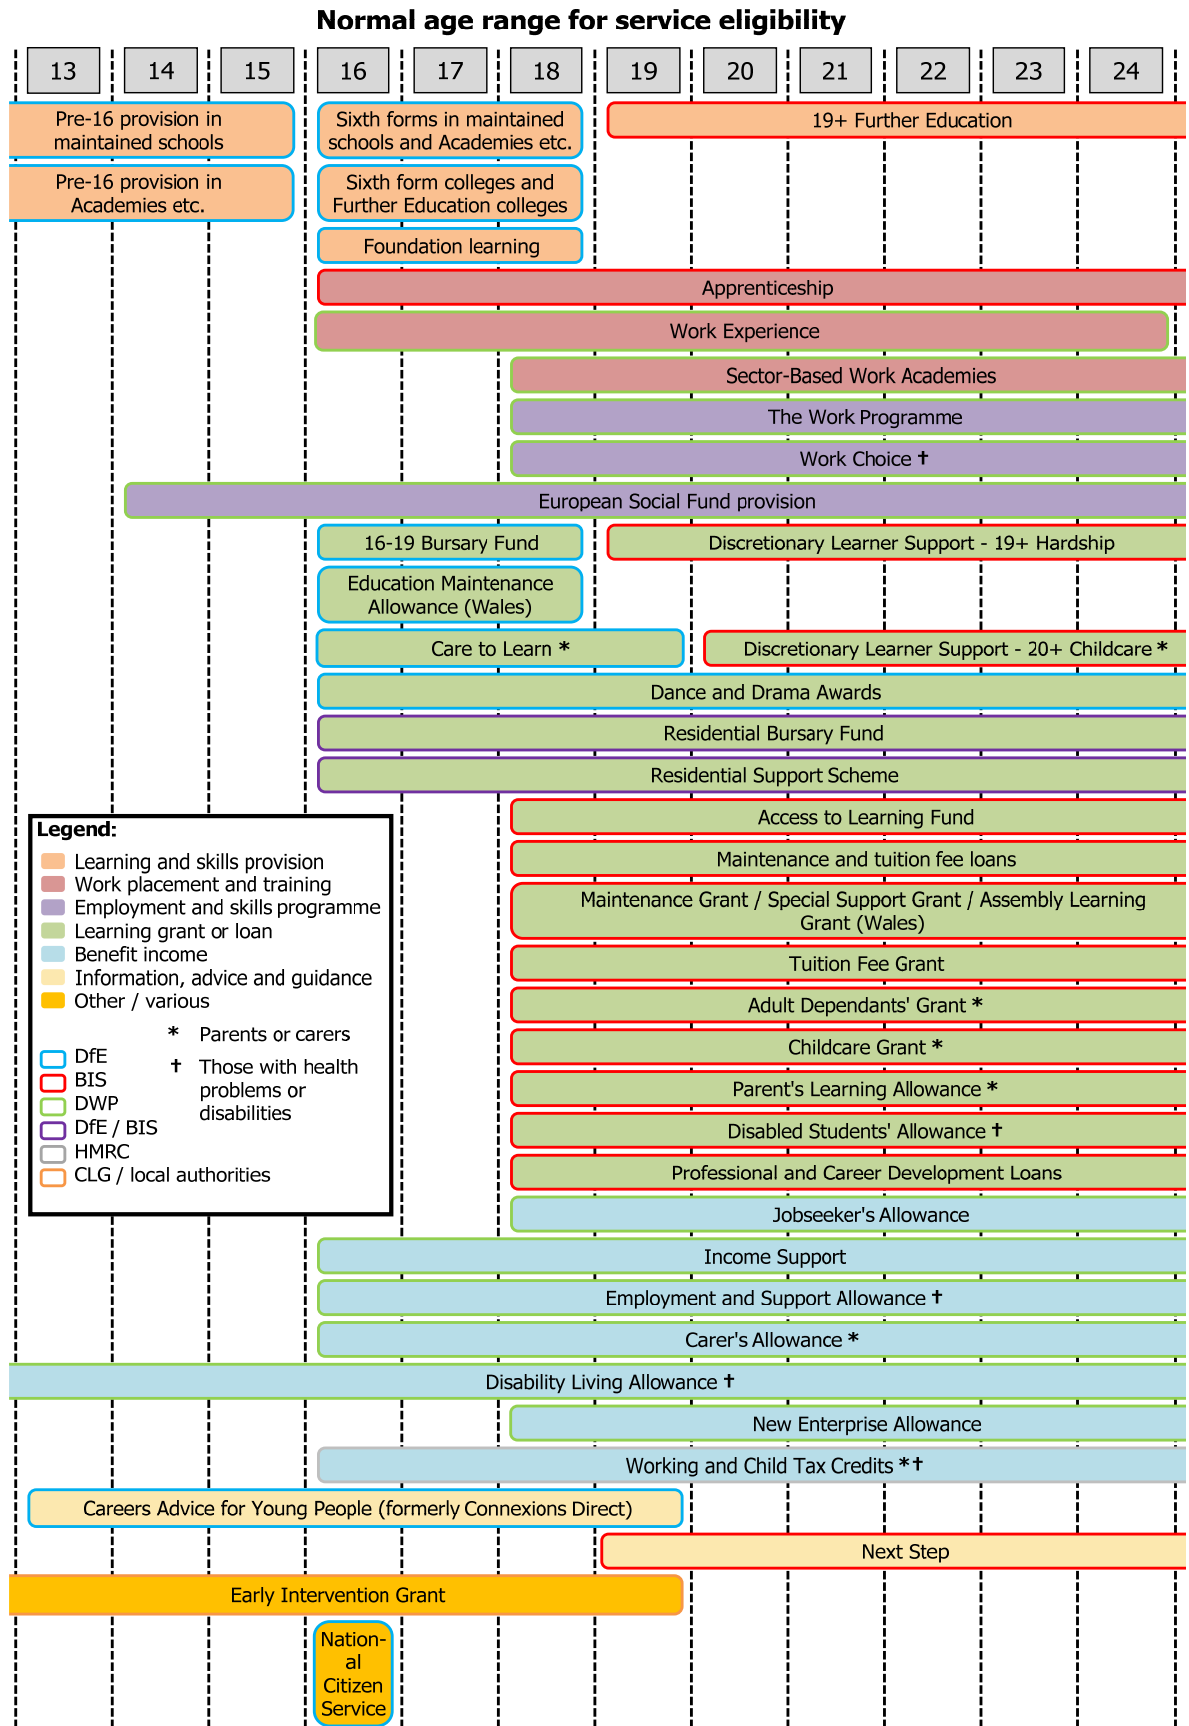 Normal age range for service eligibility
13 14 15 16 17 18 19 20 21 22 23 24
Pre-16 provision in
maintained schools
Sixth forms in maintained
schools and Academies etc.
19+ Further Education
Pre-16 provision in
Academies etc.
Sixth form colleges and
Further Education colleges
Foundation learning
Apprenticeship
Work Experience
Sector-Based Work Academies
The Work Programme
Work Choice ✝
European Social Fund provision
16-19 Bursary Fund
Discretionary Learner Support - 19+ Hardship
Education Maintenance
Allowance (Wales)
Care to Learn *
Discretionary Learner Support - 20+ Childcare *
Dance and Drama Awards
Residential Bursary Fund
Residential Support Scheme
Access to Learning Fund
Maintenance and tuition fee loans
Maintenance Grant / Special Support Grant / Assembly Learning
Grant (Wales)
Tuition Fee Grant
Adult Dependants' Grant *
Childcare Grant *
Parent's Learning Allowance *
Disabled Students' Allowance ✝
Professional and Career Development Loans
Jobseeker's Allowance
Income Support
Employment and Support Allowance ✝
Carer's Allowance *
Disability Living Allowance ✝
New Enterprise Allowance
Working and Child Tax Credits *✝
Careers Advice for Young People (formerly Connexions Direct)
Next Step
Early Intervention Grant
Nation-
al
Citizen
Service
Legend:
Learning and skills provision
Work placement and training
Employment and skills programme
Learning grant or loan
Benefit income
Information, advice and guidance
Other / various
* Parents or carers
✝ Those with health
problems or
disabilities
DfE
BIS
DWP
DfE / BIS
HMRC
CLG / local authorities